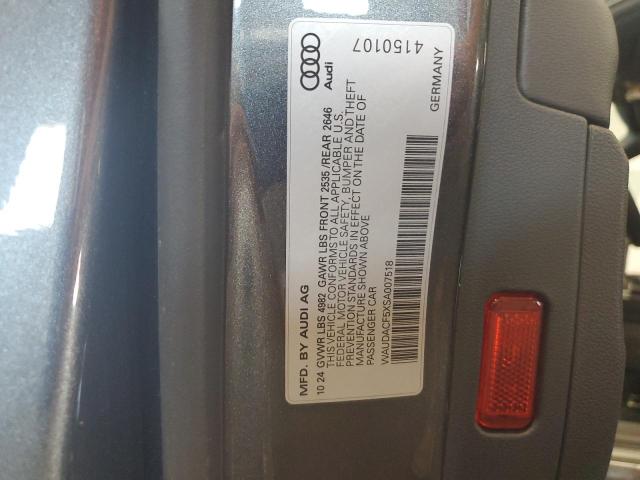 4150107
Audi
GERMANY
MFD. BY AUDI AG
10 24 GVWR LBS 4982 GAWR LBS FRONT 2535/REAR 2646
THIS VEHICLE CONFORMS TO ALL APPLICABLE U.S.
FEDERAL MOTOR VEHICLE SAFETY, BUMPER AND THEFT
PREVENTION STANDARDS IN EFFECT ON THE DATE OF
MANUFACTURE SHOWN ABOVE
PASSENGER CAR
WAUDACF5XSA007518